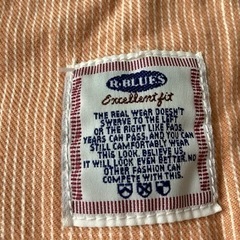 R·BLUES
Excellent fit
THE REAL WEAR DOESN'T
SWERVE TO THE LEFT
OR THE RIGHT LIKE FADS.
YEARS CAN PASS, AND YOU CAN
STILL COMFORTABLY WEAR
THIS LOOK. BELIEVE US,
IT WILL LOOK EVEN BETTER. NO
OTHER FASHION CAN
COMPETE WITH THIS.